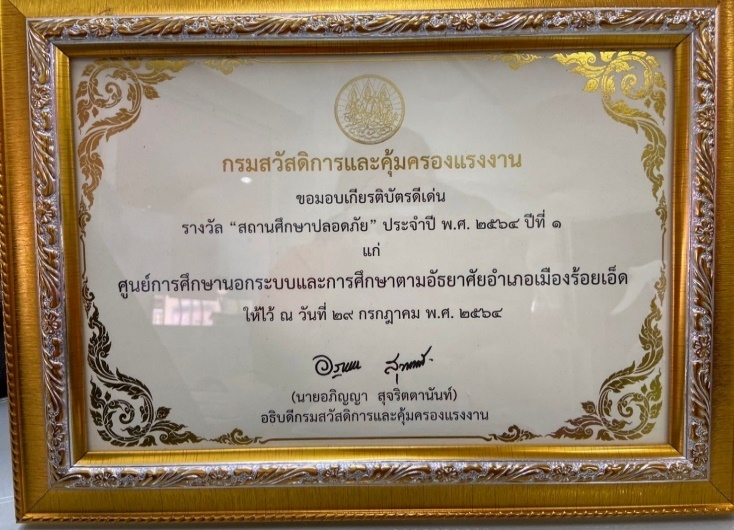 กรมสวัสดิการและคุ้มครองแรงงาน
ขอมอบเกียรติบัตรดีเด่น
รางวัล “สถานศึกษาปลอดภัย” ประจำปี พ.ศ. ๒๕๖๔ ปีที่ ๑
แก่
ศูนย์การศึกษานอกระบบและการศึกษาตามอัธยาศัยอำเภอเมืองร้อยเอ็ด
ให้ไว้ ณ วันที่ ๒๙ กรกฎาคม พ.ศ. ๒๕๖๔
(นายอภิญญา สุจริตตานันท์)
อธิบดีกรมสวัสดิการและคุ้มครองแรงงาน